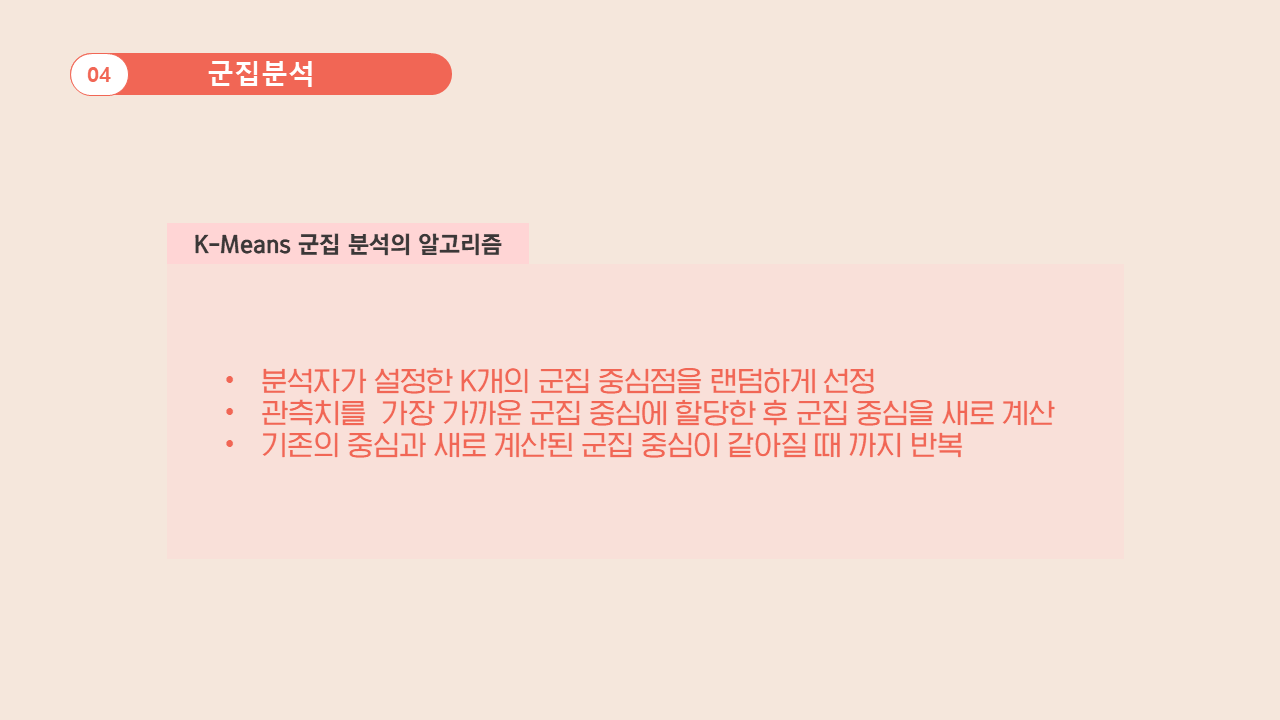 04 군집분석
K-Means 군집 분석의 알고리즘
• 분석자가 설정한 K개의 군집 중심점을 랜덤하게 선정
• 관측치를  가장 가까운 군집 중심에 할당한 후 군집 중심을 새로 계산
• 기존의 중심과 새로 계산된 군집 중심이 같아질 때 까지 반복